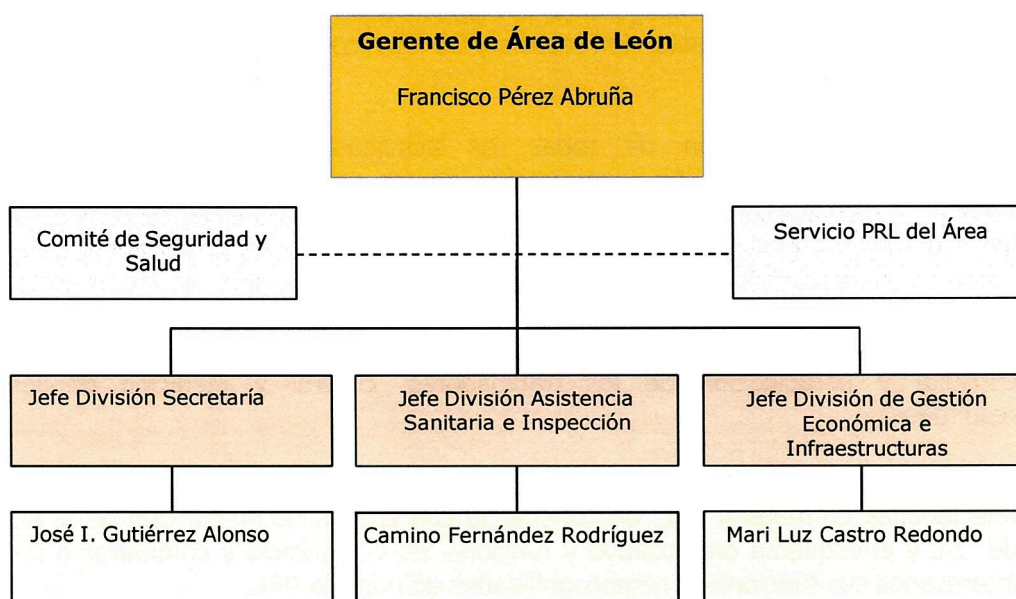 Gerente de Área de León
Francisco Pérez Abruña
Comité de Seguridad y
Salud
Servicio PRL del Área
Jefe División Secretaría
Jefe División Asistencia
Sanitaria e Inspección
Jefe División de Gestión
Económica e
Infraestructuras
José I. Gutiérrez Alonso
Camino Fernández Rodríguez
Mari Luz Castro Redondo